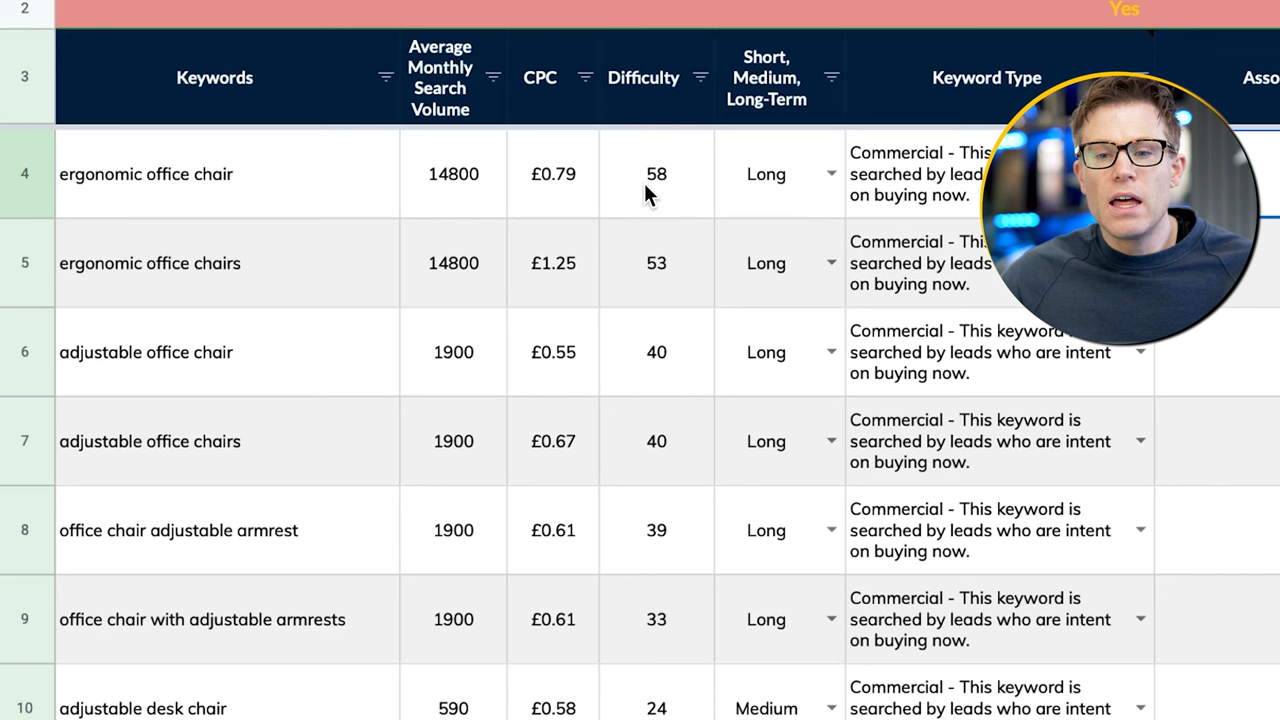 2
Yes
3
Keywords
Average
Monthly
Search
Volume
CPC
Difficulty
Short,
Medium,
Long-Term
Keyword Type
Asso
4
ergonomic office chair
14800
£0.79
58
Long
Commercial - This
searched by lead
on buying now.
5
ergonomic office chairs
14800
£1.25
53
Long
Commercial - Thi
searched by leads
on buying now.
6
adjustable office chair
1900
£0.55
40
Long
Commercial - This keyword
searched by leads who are intent
on buying now.
7
adjustable office chairs
1900
£0.67
40
Long
Commercial - This keyword is
searched by leads who are intent
on buying now.
8
office chair adjustable armrest
1900
£0.61
39
Long
Commercial - This keyword is
searched by leads who are intent
on buying now.
9
office chair with adjustable armrests
1900
£0.61
33
Long
Commercial - This keyword is
searched by leads who are intent
on buying now.
10
adjustable desk chair
590
£0.58
24
Medium
Commercial - This keyword is
searched by leads who are intent